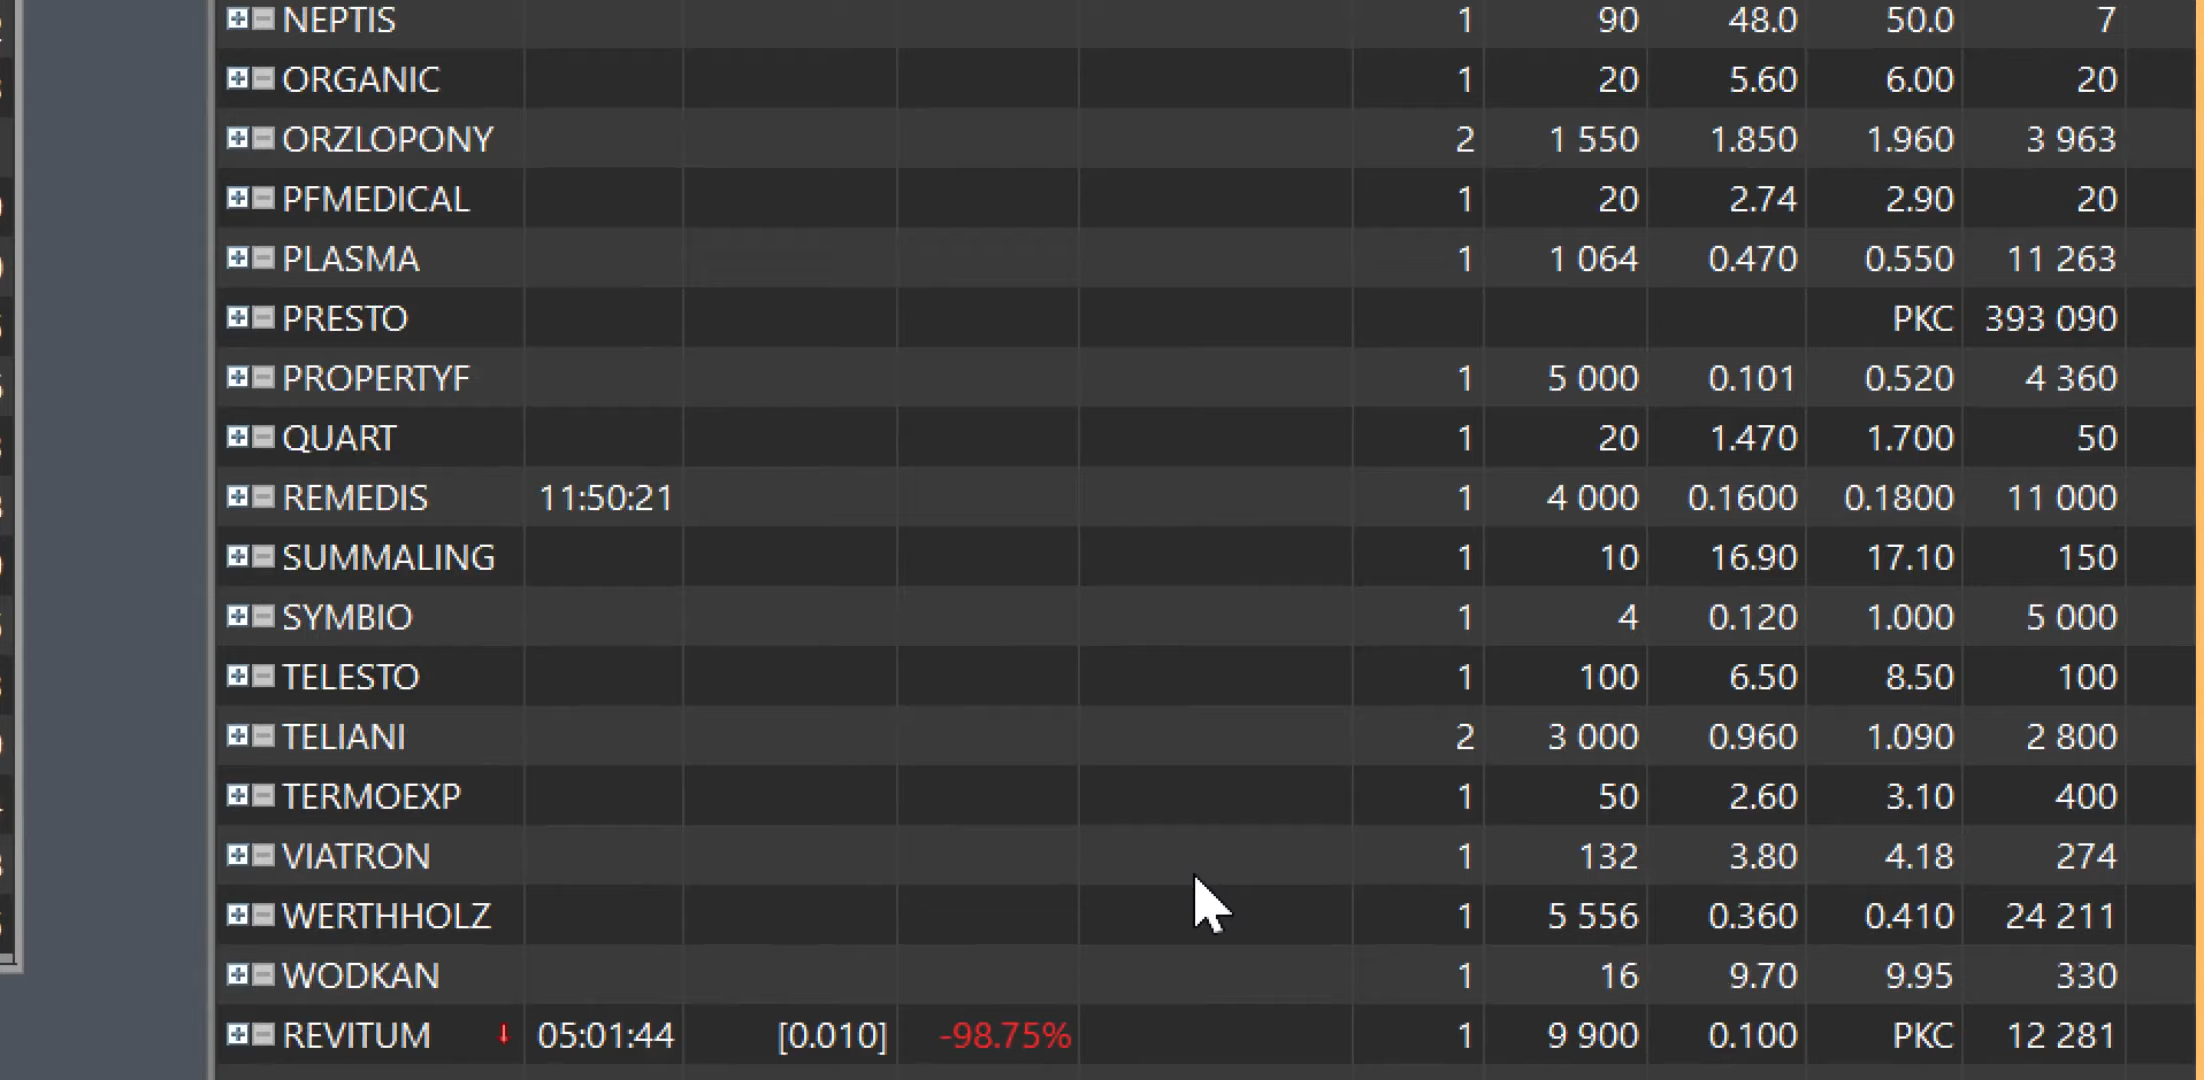 NEPTIS 1 90 48.0 50.0 7
ORGANIC 1 20 5.60 6.00 20
ORZLOPONY 2 1 550 1.850 1.960 3 963
PFMEDICAL 1 20 2.74 2.90 20
PLASMA 1 1 064 0.470 0.550 11 263
PRESTO PKC 393 090
PROPERTYF 1 5 000 0.101 0.520 4 360
QUART 1 20 1.470 1.700 50
REMEDIS 11:50:21 1 4 000 0.1600 0.1800 11 000
SUMMALING 1 10 16.90 17.10 150
SYMBIO 1 4 0.120 1.000 5 000
TELESTO 1 100 6.50 8.50 100
TELIANI 2 3 000 0.960 1.090 2 800
TERMOEXP 1 50 2.60 3.10 400
VIATRON 1 132 3.80 4.18 274
WERTHHOLZ 1 5 556 0.360 0.410 24 211
WODKAN 1 16 9.70 9.95 330
REVITUM 05:01:44 [0.010] -98.75% 1 9 900 0.100 PKC 12 281